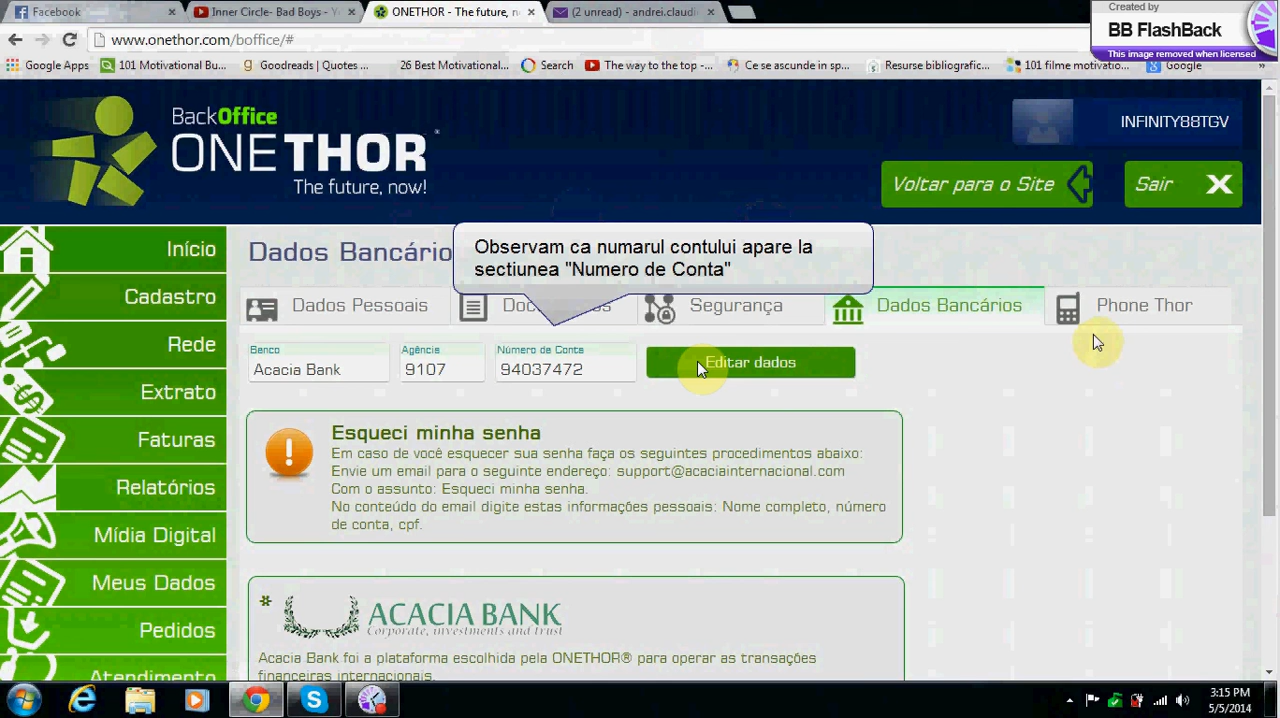 Facebook
Inner Circle- Bad Boys - Y
ONETHOR - The future, n
(2 unread) - andrei.claudi
Created by
BB FlashBack
This image removed when licensed
www.onethor.com/boffice/#
Google Apps
101 Motivational Bu...
Goodreads | Quotes ...
26 st Motivational...
Search
The way to the top -...
Ce se ascunde in sp...
Resurse bibliografic...
101 filme motivatio...
Google
»
BackOffice
ONETHOR
The future, now!
INFINITY88TGV
Voltar para o Site
Sair
Início
Cadastro
Rede
Extrato
Faturas
Relatórios
Mídia Digital
Meus Dados
Pedidos
Atendimento
Dados Bancário
Observam ca numarul contului apare la
sectiunea "Numero de Conta"
Dados Pessoais
Segurança
Dados Bancários
Phone Thor
Banco
Acacia Bank
Agência
9107
Número da Conta
94037472
Editar dados
Esqueci minha senha
Em caso de você esquecer sua senha faça os seguintes procedimentos abaixo:
Envie um email para o seguinte endereço: support@acaciainternacional.com
Com o assunto: Esqueci minha senha.
No conteúdo do email digite estas informações pessoais: Nome completo, número
de conta, cpf.
* ACACIA BANK
Corporate, investments and trust
Acacia Bank foi a plataforma escolhida pela ONETHOR® para operar as transações
financeiras internacionais.
3:15 PM
5/5/2014